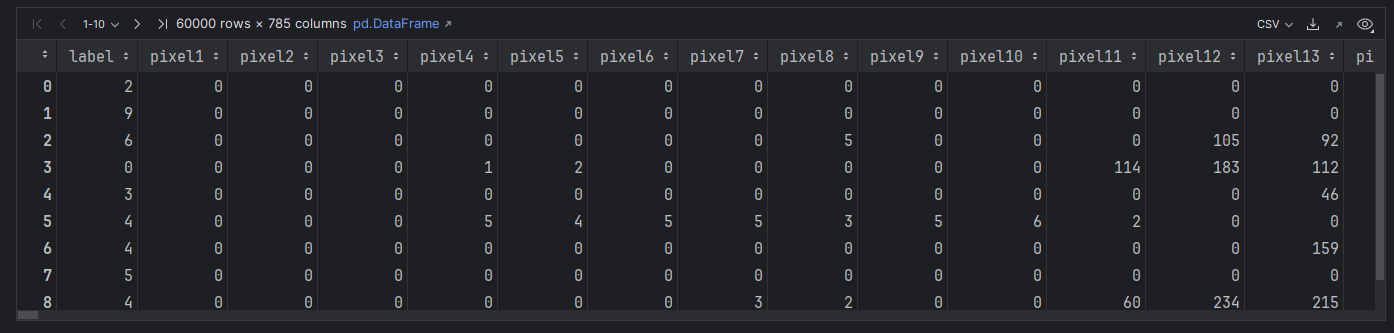 1-10 60000 rows × 785 columns pd.DataFrame CSV
label pixel1 pixel2 pixel3 pixel4 pixel5 pixel6 pixel7 pixel8 pixel9 pixel10 pixel11 pixel12 pixel13 pi
0 2 0 0 0 0 0 0 0 0 0 0 0 0 0
1 9 0 0 0 0 0 0 0 0 0 0 0 0 0
2 6 0 0 0 0 0 0 0 5 0 0 0 105 92
3 0 0 0 0 1 2 0 0 0 0 0 114 183 112
4 3 0 0 0 0 0 0 0 0 0 0 0 0 46
5 4 0 0 0 5 4 5 5 3 5 6 2 0 0
6 4 0 0 0 0 0 0 0 0 0 0 0 0 159
7 5 0 0 0 0 0 0 0 0 0 0 0 0 0
8 4 0 0 0 0 0 0 3 2 0 0 60 234 215